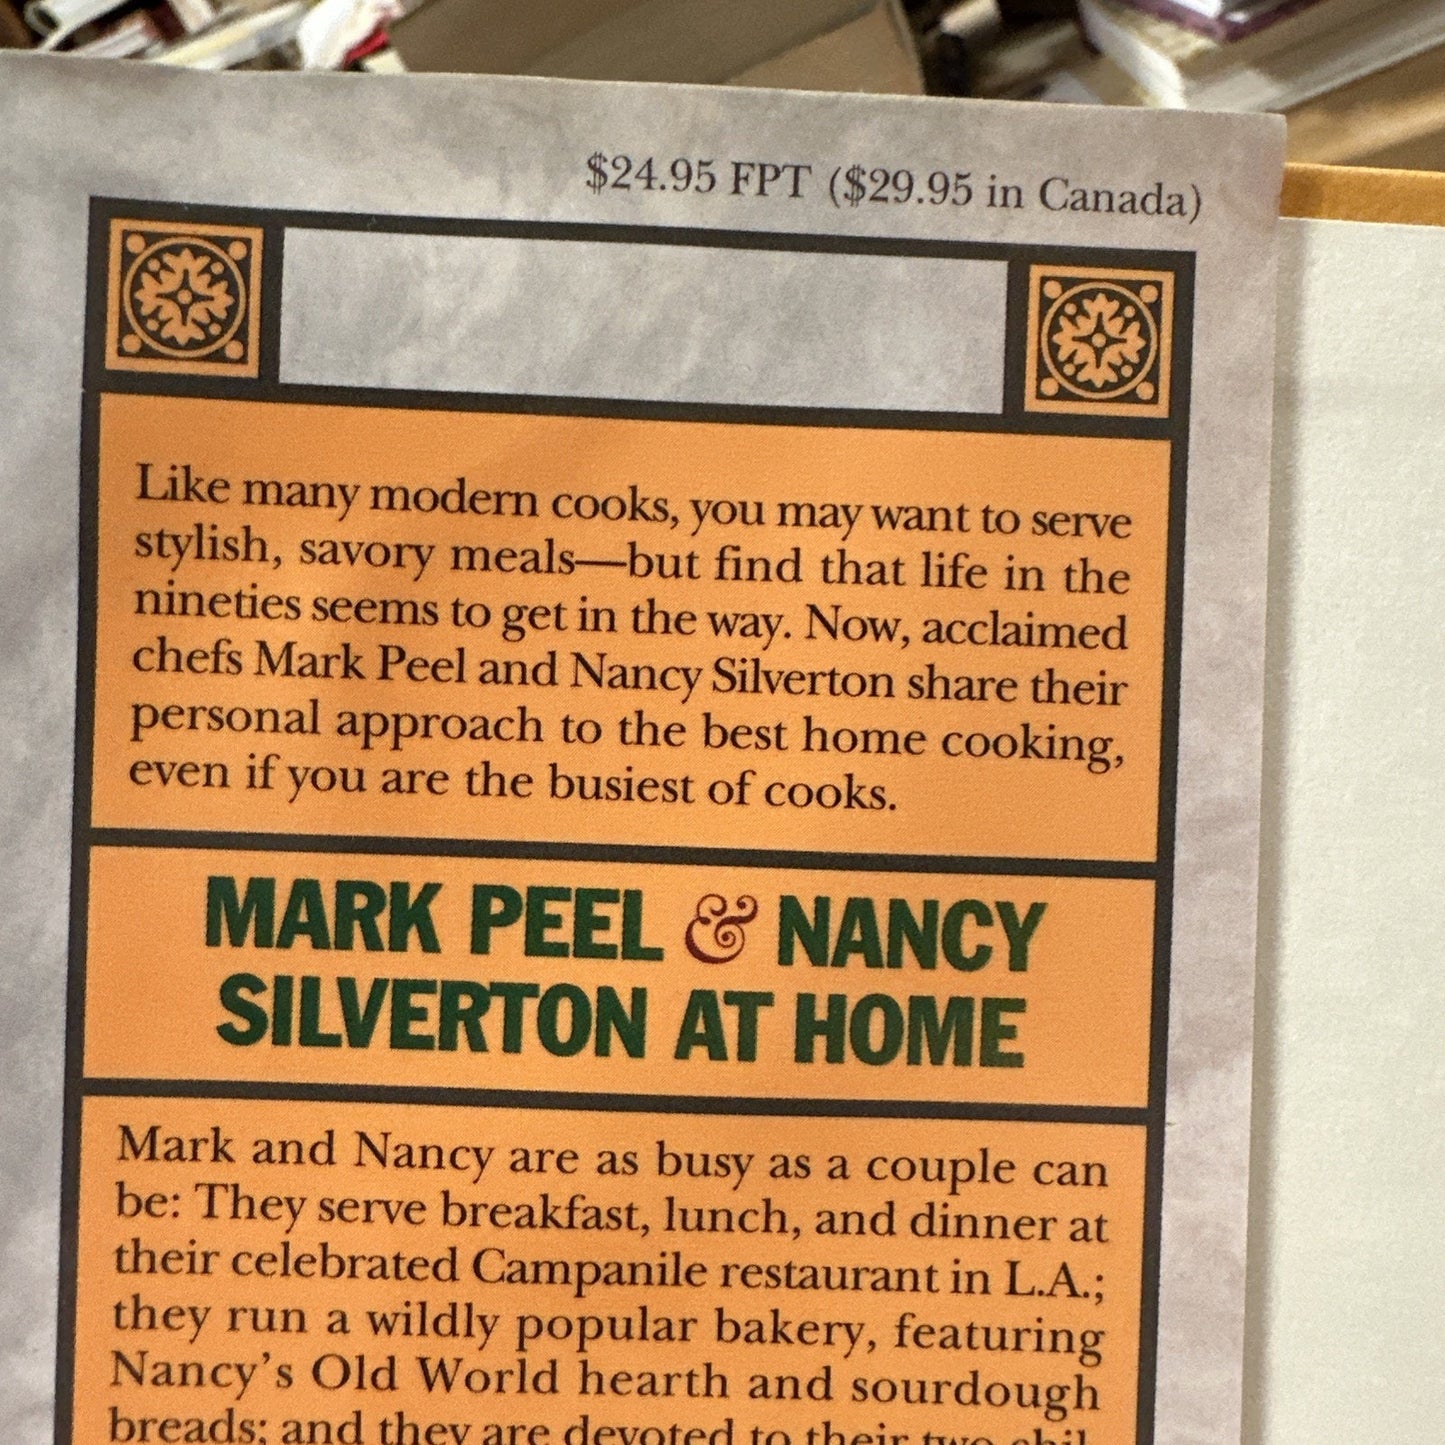 $24.95 FPT ($29.95 in Canada)
Like many modern cooks, you may want to serve
stylish, savory meals—but find that life in the
nineties seems to get in the way. Now, acclaimed
chefs Mark Peel and Nancy Silverton share their
personal approach to the best home cooking,
even if you are the busiest of cooks.
MARK PEEL & NANCY
SILVERTON AT HOME
Mark and Nancy are as busy as a couple can
be: They serve breakfast, lunch, and dinner at
their celebrated Campanile restaurant in L.A.;
they run a wildly popular bakery, featuring
Nancy's Old World hearth and sourdough
breads; and they are devoted to their two chil-